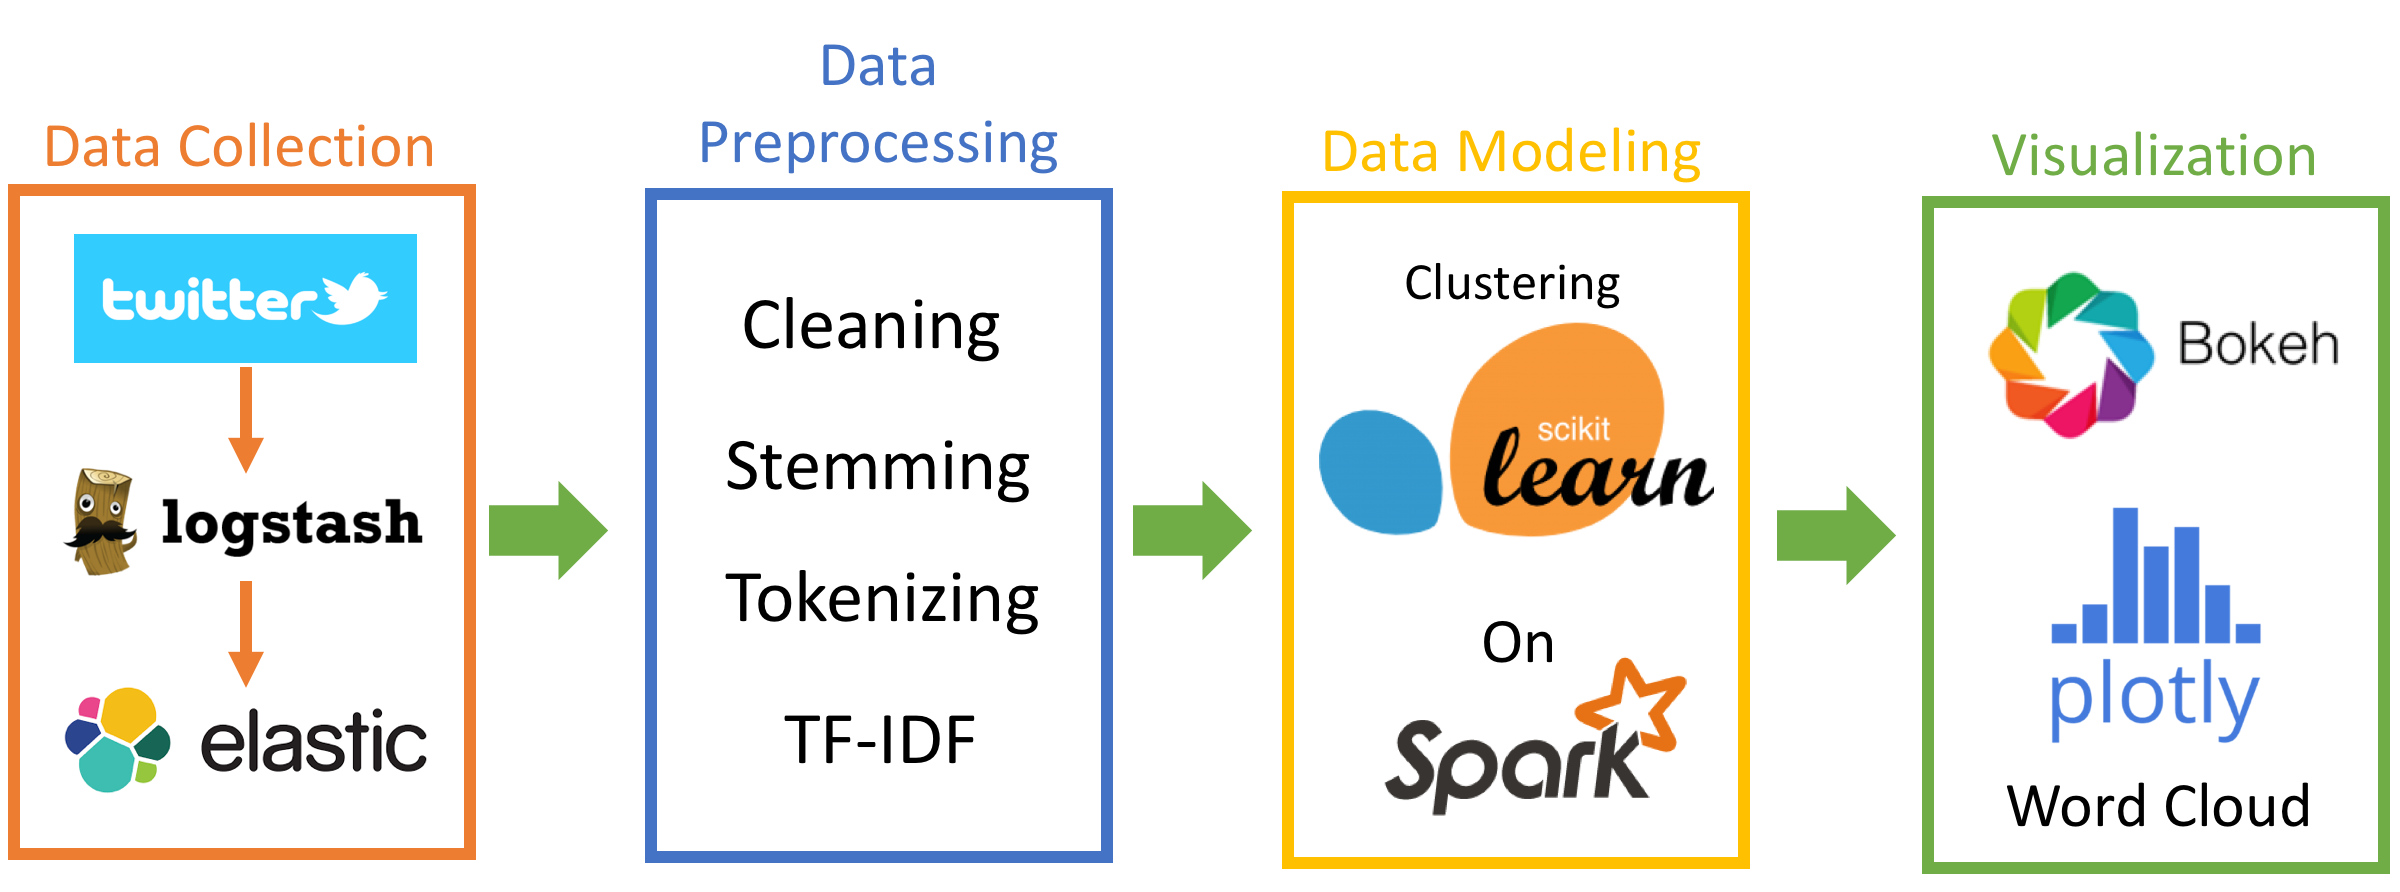 Data Collection
twitter
logstash
elastic
Data
Preprocessing
Cleaning
Stemming
Tokenizing
TF-IDF
Data Modeling
Clustering
scikit
learn
On
Spark
Visualization
Bokeh
plotly
Word Cloud